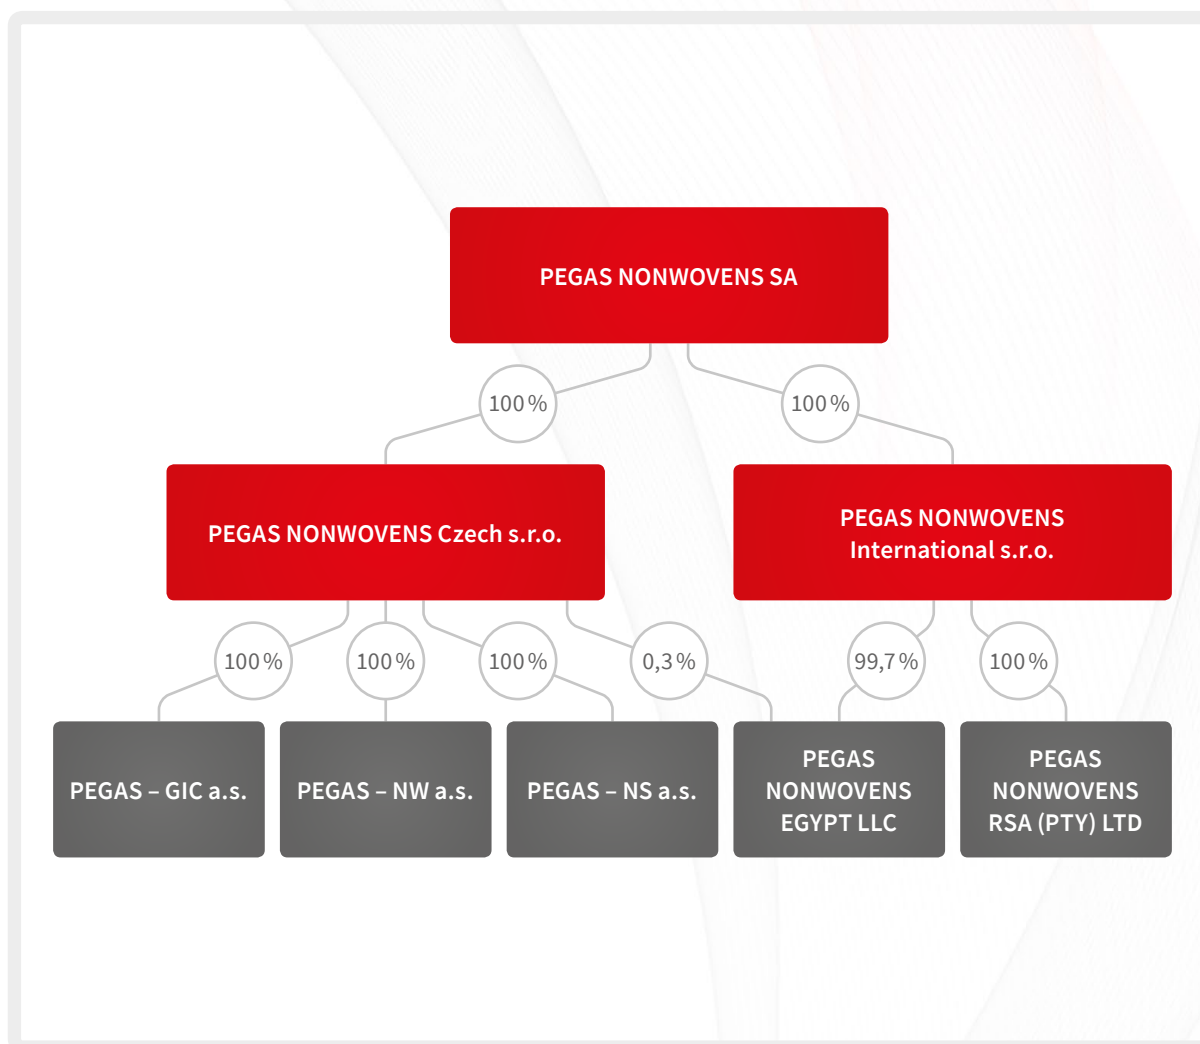 PEGAS NONWOVENS SA
100 %
100 %
PEGAS NONWOVENS Czech s.r.o.
PEGAS NONWOVENS
International s.r.o.
100 %
100 %
100 %
0,3 %
99,7 %
100 %
PEGAS – GIC a.s.
PEGAS – NW a.s.
PEGAS – NS a.s.
PEGAS
NONWOVENS
EGYPT LLC
PEGAS
NONWOVENS
RSA (PTY) LTD